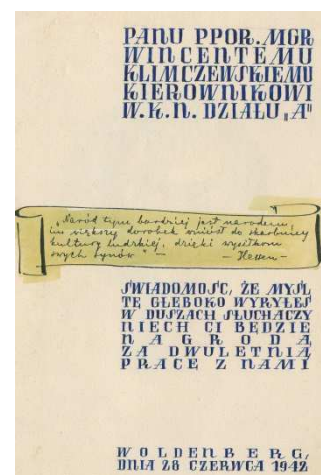 PANU PPOR. MGR
WINCENTEMU
KLIMCZEWSKIEMU
KIEROWNIKOWI
W. K. N. DZIAŁU „A"
„Naród tym bardziej jest narodem
im większy dorobek wniósł do skarbnicy
kultury ludzkiej, dzięki wysiłkom
swych synów" – – Hessen –
ŚWIADOMOŚĆ, ŻE MYŚL
TĘ GŁĘBOKO WYRYŁEŚ
W DUSZACH SŁUCHACZY
NIECH CI BĘDZIE
NAGRODĄ
ZA DWULETNIĄ
PRACĘ Z NAMI
WOLDENBERG,
DNIA 28 CZERWCA 1942